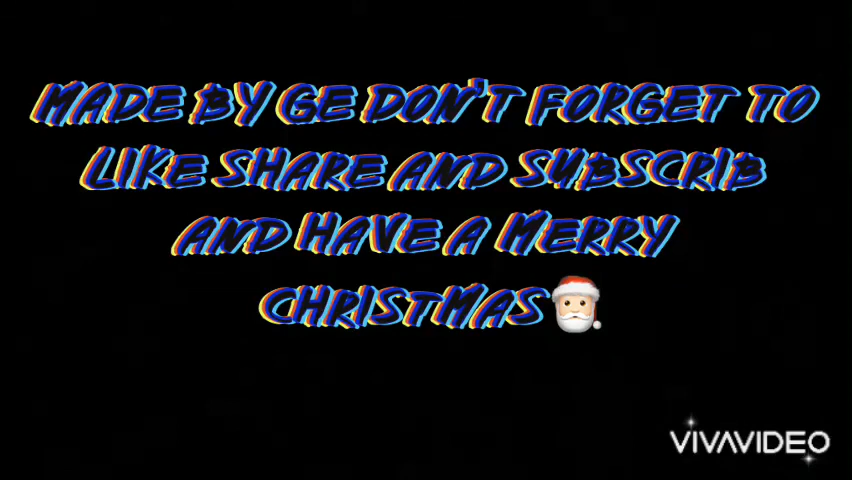 MADE BY GE DON'T FORGET TO
LIKE SHARE AND SUBSCRIB
AND HAVE A MERRY
CHRISTMAS🎅🏻
VIVAVIDEO